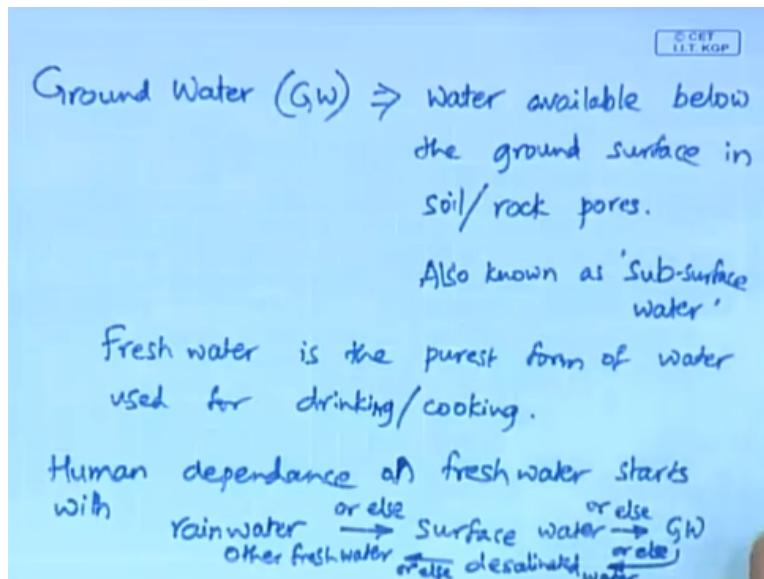 © CET
I.I.T. KGP
Ground Water (GW) ⇒ Water available below
the ground surface in
soil/rock pores.
Also known as 'Sub-surface
water'
Fresh water is the purest form of water
used for drinking/cooking.
Human dependance on fresh water starts
with
rainwater or else → surface water or else → GW
other fresh water ← or else desalinated water ← or else